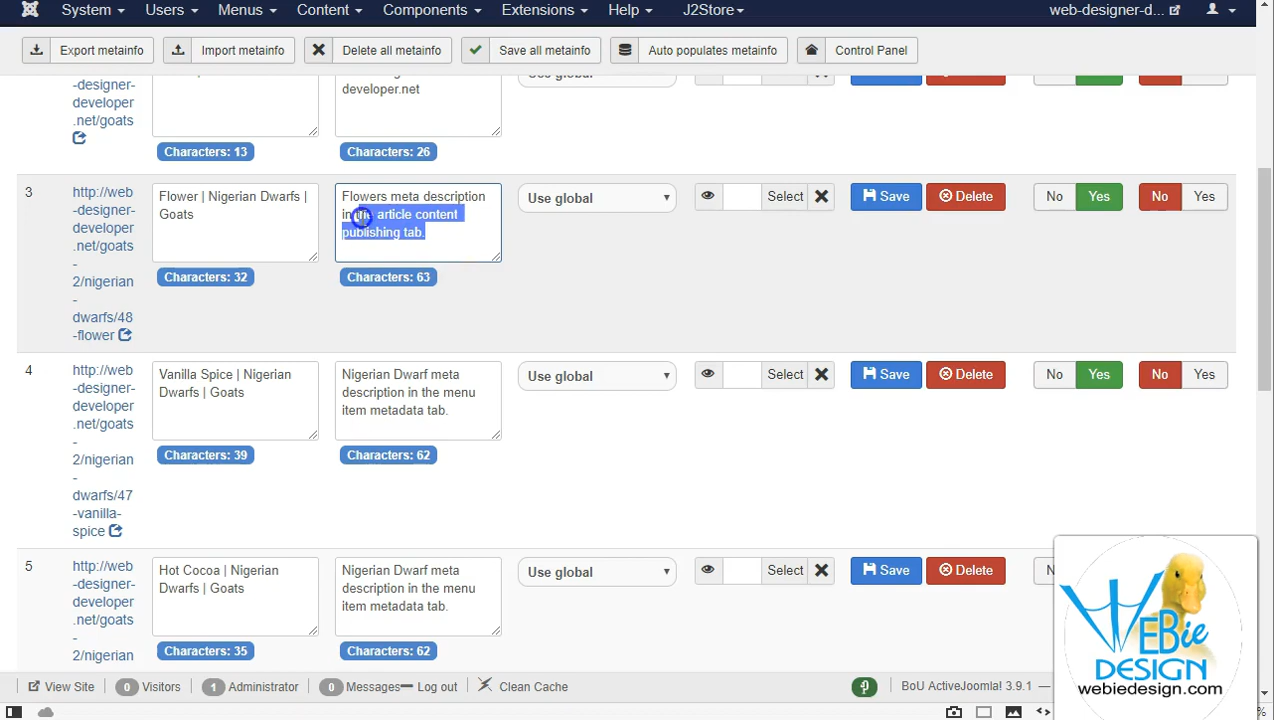 System Users Menus Content Components Extensions Help J2Store web-designer-d...
Export metainfo Import metainfo Delete all metainfo Save all metainfo Auto populates metainfo Control Panel
-designer-
developer
.net/goats
developer.net
Characters: 13
Characters: 26
3
http://web
-designer-
developer
.net/goats
-
2/nigerian
-
dwarfs/48
-flower
Flower | Nigerian Dwarfs |
Goats
Characters: 32
Flowers meta description
in the article content
publishing tab.
Characters: 63
Use global
Select
Save
Delete
No Yes
No Yes
4
http://web
-designer-
developer
.net/goats
-
2/nigerian
-
dwarfs/47
-vanilla-
spice
Vanilla Spice | Nigerian
Dwarfs | Goats
Characters: 39
Nigerian Dwarf meta
description in the menu
item metadata tab.
Characters: 62
Use global
Select
Save
Delete
No Yes
No Yes
5
http://web
-designer-
developer
.net/goats
-
2/nigerian
Hot Cocoa | Nigerian
Dwarfs | Goats
Characters: 35
Nigerian Dwarf meta
description in the menu
item metadata tab.
Characters: 62
Use global
Select
Save
Delete
WEBie
DESIGN
webiedesign.com
View Site 0 Visitors 1 Administrator 0 Messages Log out Clean Cache
BoU ActiveJoomla! 3.9.1 —
%